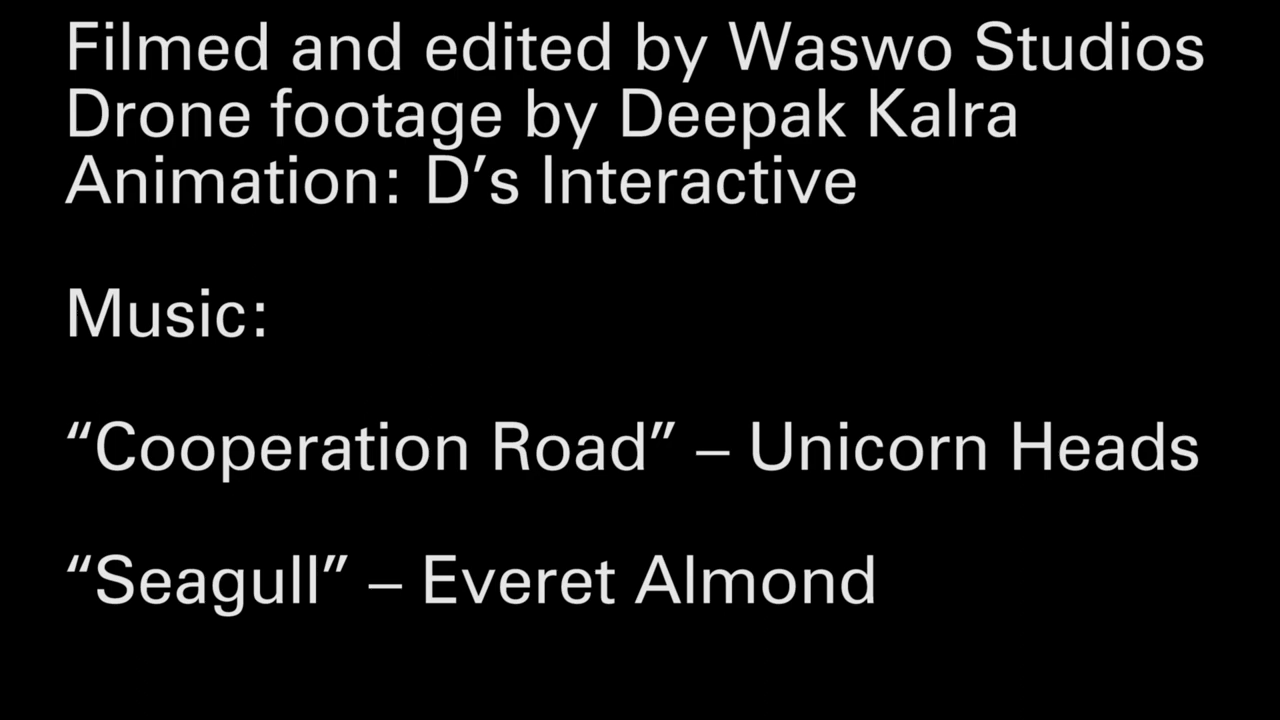 Filmed and edited by Waswo Studios
Drone footage by Deepak Kalra
Animation: D’s Interactive
Music:
“Cooperation Road” – Unicorn Heads
“Seagull” – Everet Almond